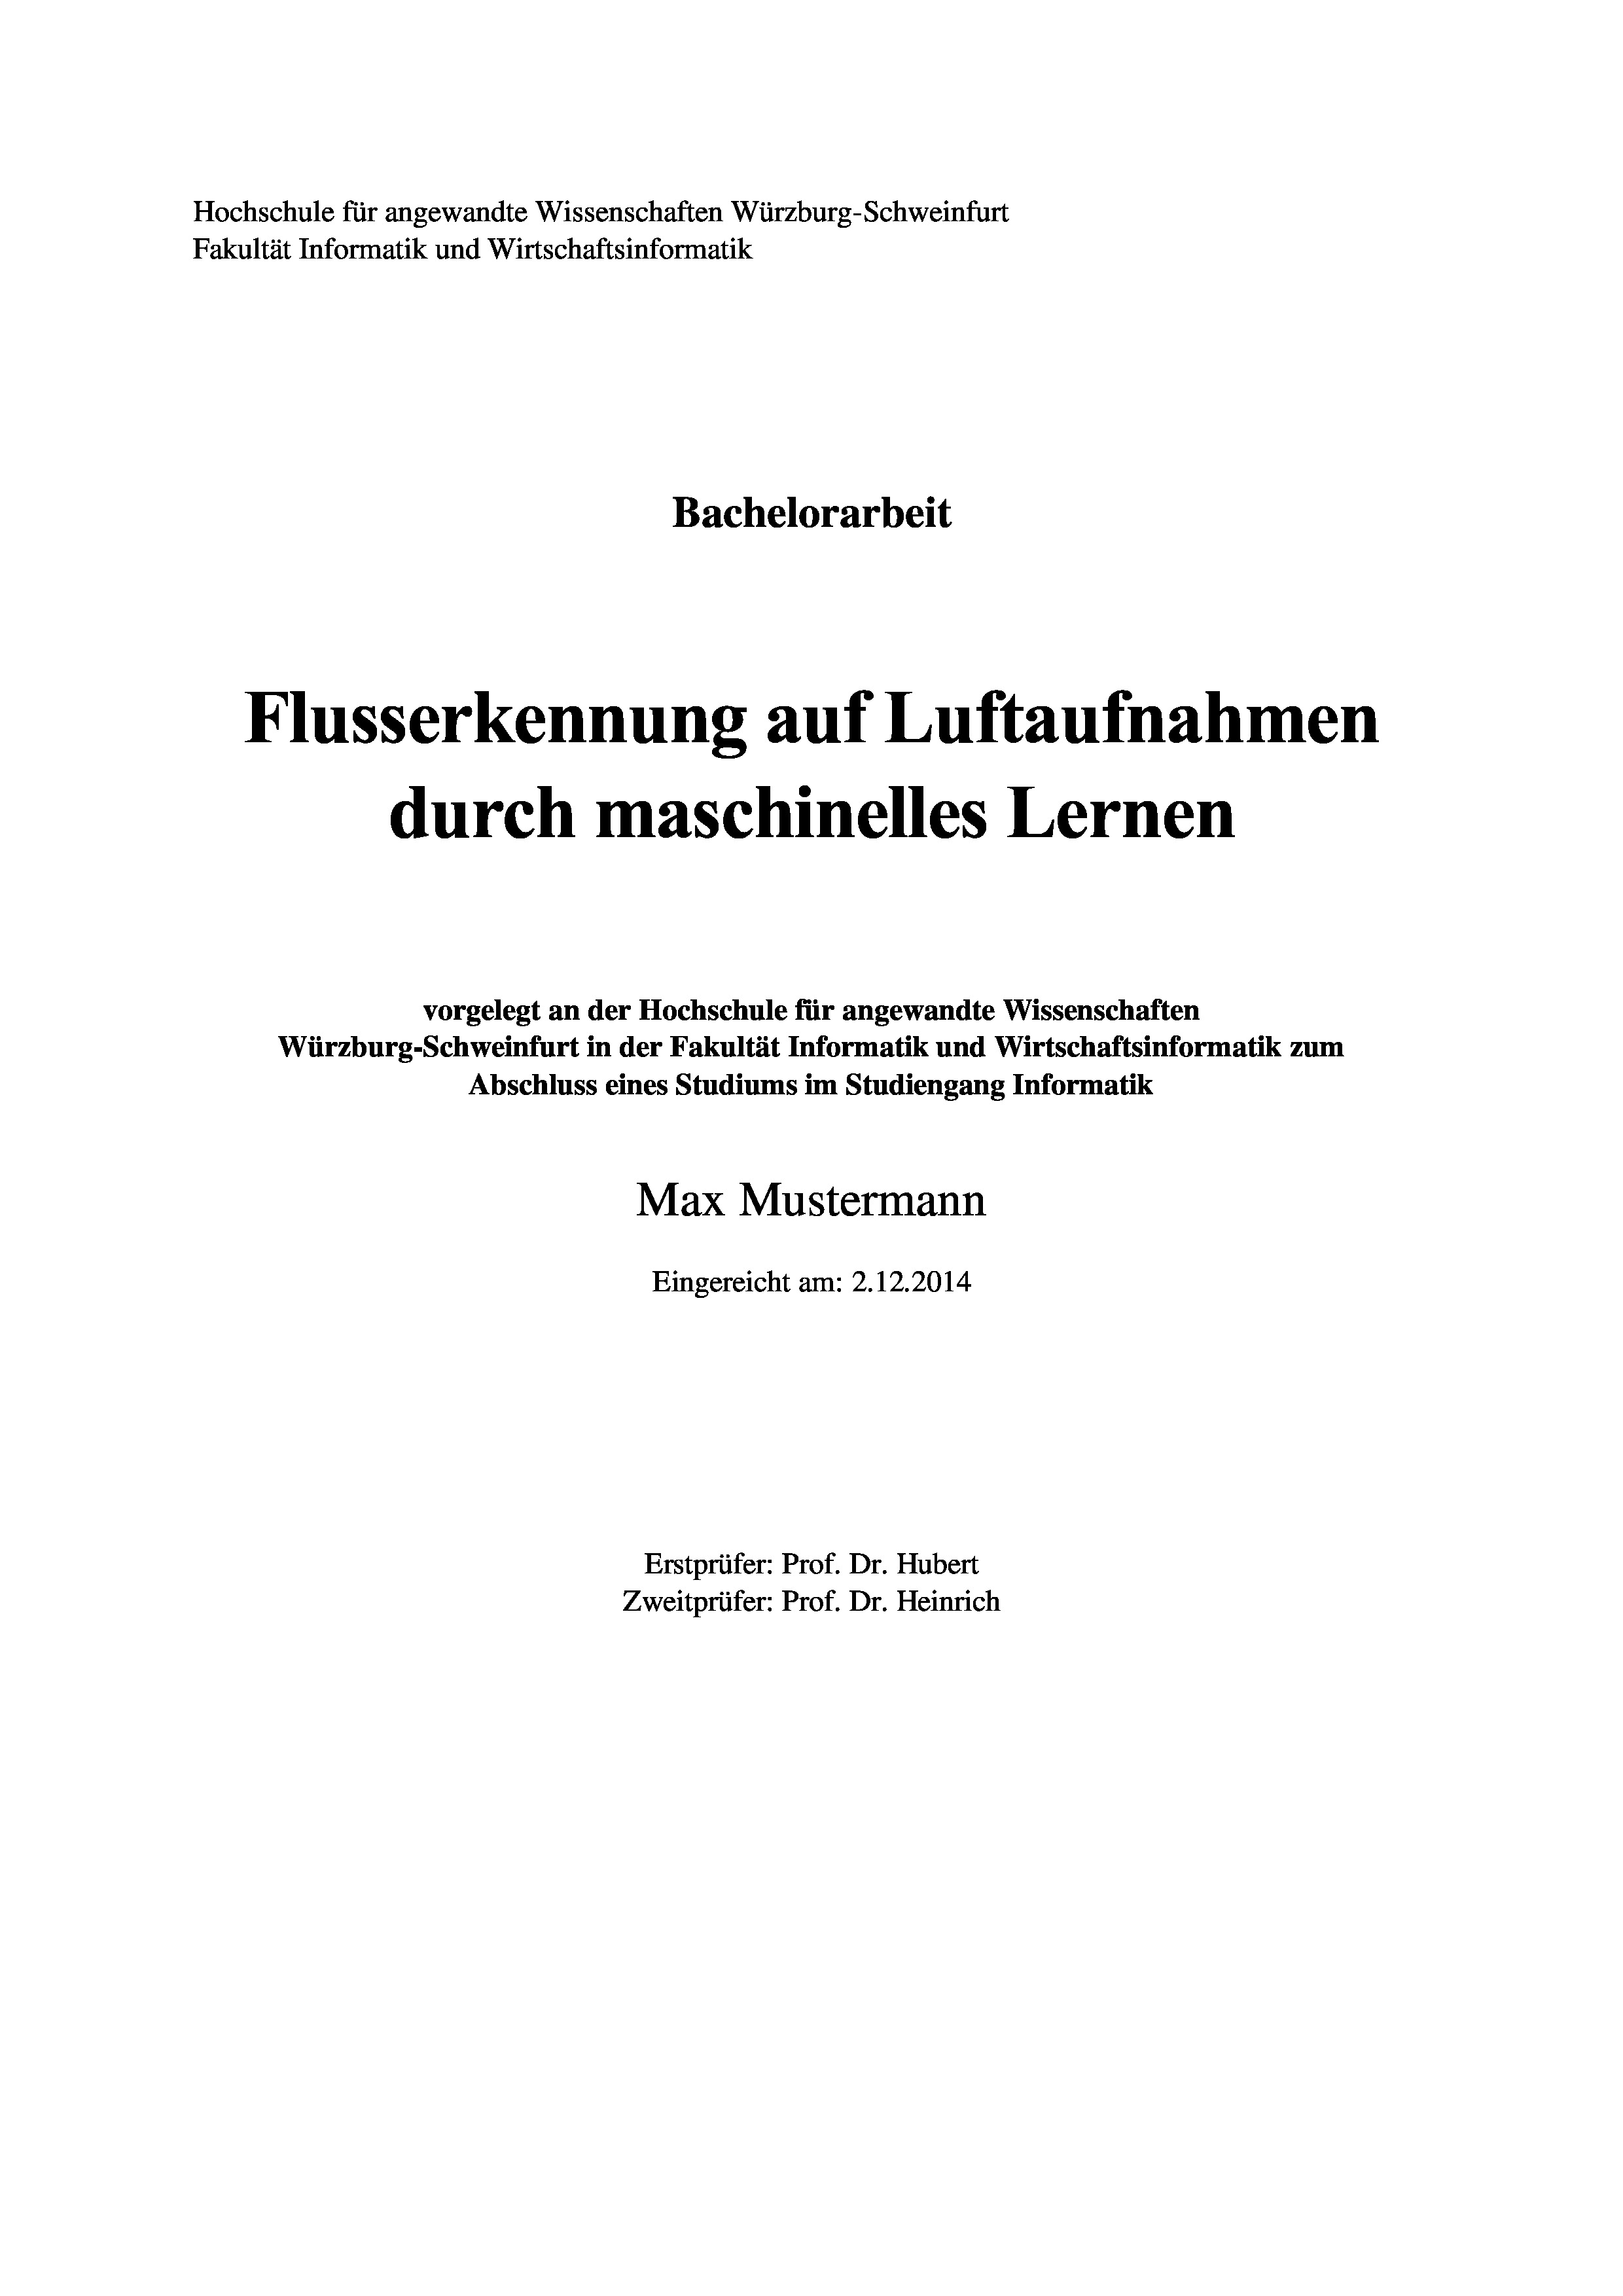 Hochschule für angewandte Wissenschaften Würzburg-Schweinfurt
Fakultät Informatik und Wirtschaftsinformatik
Bachelorarbeit
Flusserkennung auf Luftaufnahmen
durch maschinelles Lernen
vorgelegt an der Hochschule für angewandte Wissenschaften
Würzburg-Schweinfurt in der Fakultät Informatik und Wirtschaftsinformatik zum
Abschluss eines Studiums im Studiengang Informatik
Max Mustermann
Eingereicht am: 2.12.2014
Erstprüfer: Prof. Dr. Hubert
Zweitprüfer: Prof. Dr. Heinrich